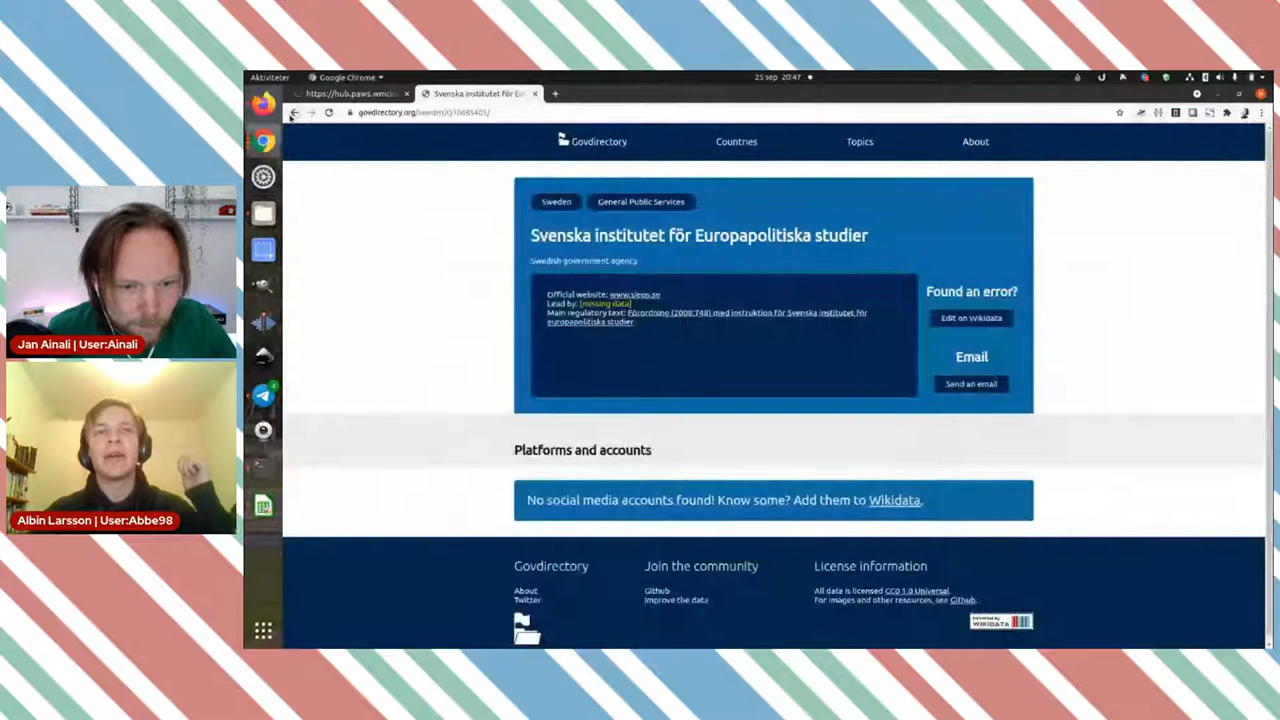 Aktiviteter
Google Chrome
25 sep 20:47
Svenska institutet för Eu
govdirectory.org/sweden/Q10685405/
Govdirectory
Countries
Topics
About
Sweden
General Public Services
Svenska institutet för Europapolitiska studier
Swedish government agency
Official website: www.sieps.se
Lead by: [missing data]
Main regulatory text: Förordning (2008:748) med instruktion för Svenska institutet för
europapolitiska studier
Found an error?
Edit on Wikidata
Email
Send an email
Platforms and accounts
No social media accounts found! Know some? Add them to Wikidata.
Govdirectory
About
Twitter
Join the community
Github
Improve the data
License information
All data is licensed CC0 1.0 Universal.
For images and other resources, see Github.
WIKIDATA
Jan Ainali | User:Ainali
Albin Larsson | User:Abbe98